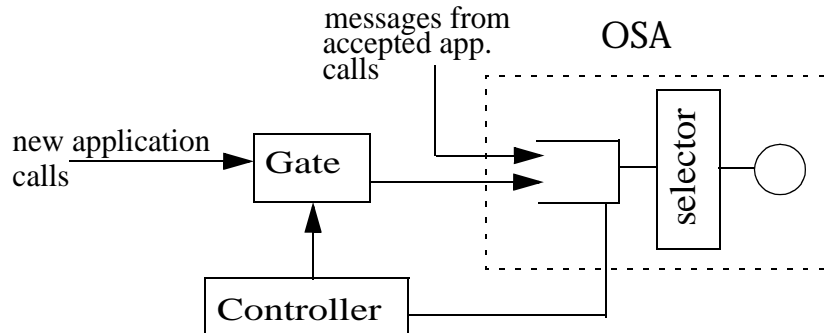 messages from
accepted app.
calls
OSA
new application
calls
Gate
selector
Controller